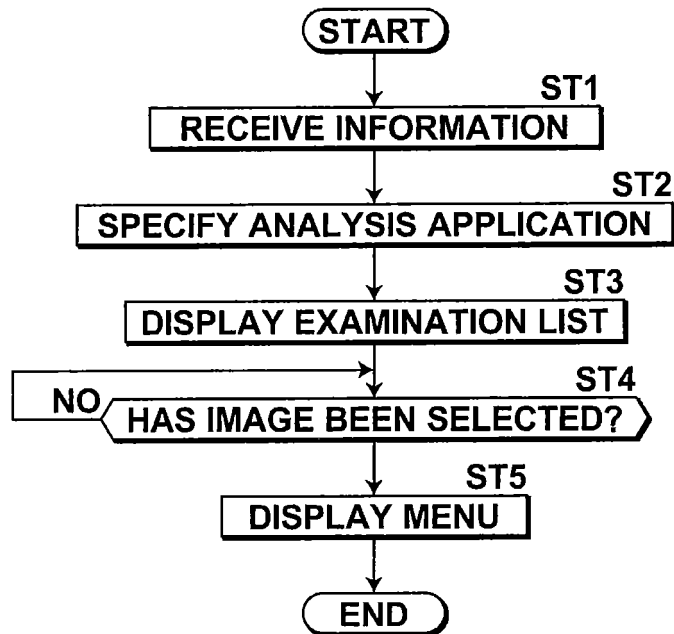 START
ST1
RECEIVE INFORMATION
ST2
SPECIFY ANALYSIS APPLICATION
ST3
DISPLAY EXAMINATION LIST
ST4
NO
HAS IMAGE BEEN SELECTED?
ST5
DISPLAY MENU
END